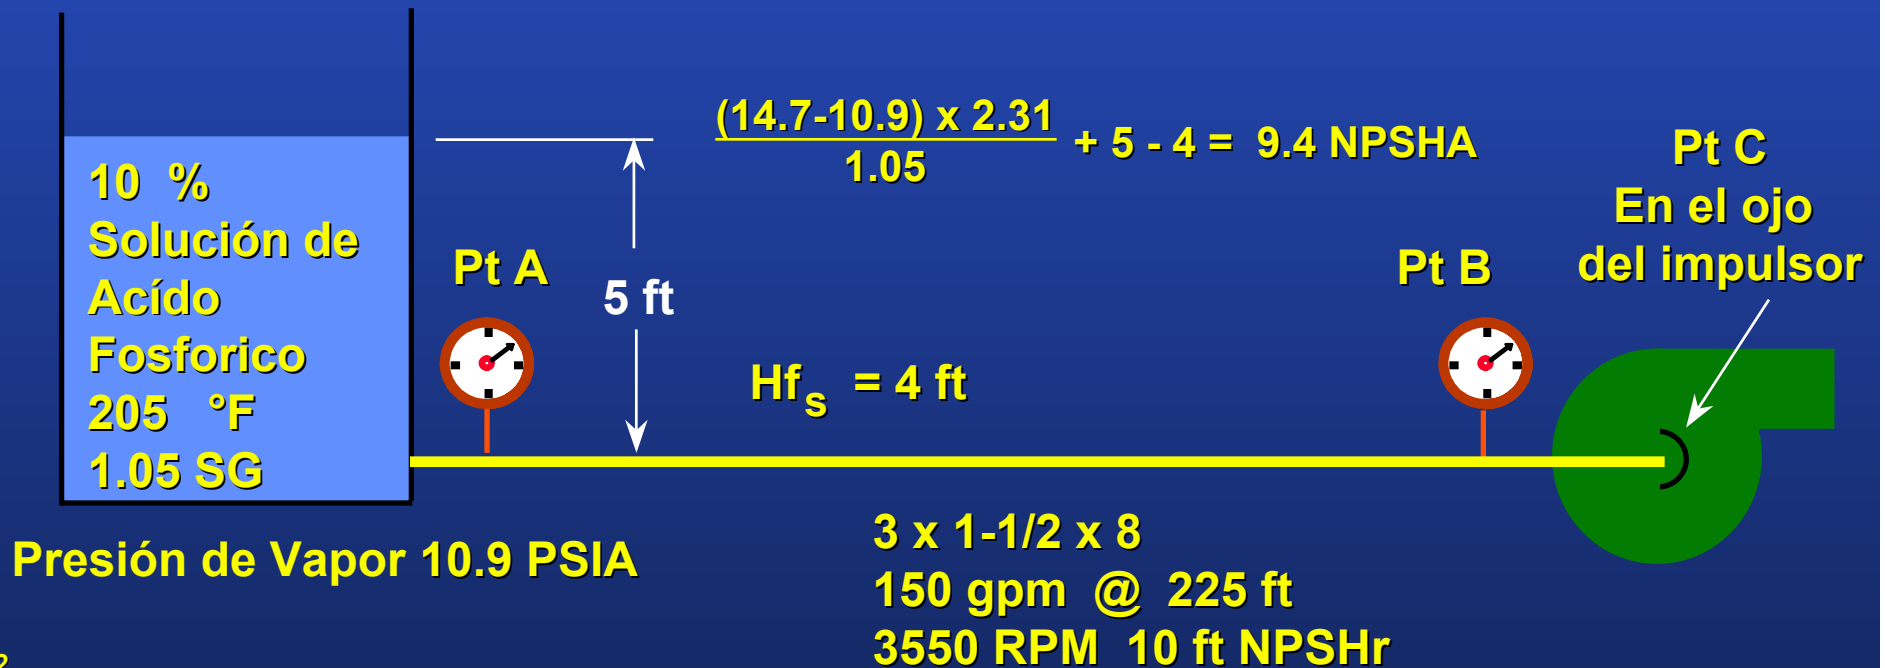 (14.7-10.9) x 2.31
1.05
+ 5 - 4 = 9.4 NPSHA
10 %
Solución de
Acído
Fosforico
205 °F
1.05 SG
Pt A
5 ft
Hfs = 4 ft
Pt B
Pt C
En el ojo
del impulsor
Presión de Vapor 10.9 PSIA
3 x 1-1/2 x 8
150 gpm @ 225 ft
3550 RPM 10 ft NPSHr